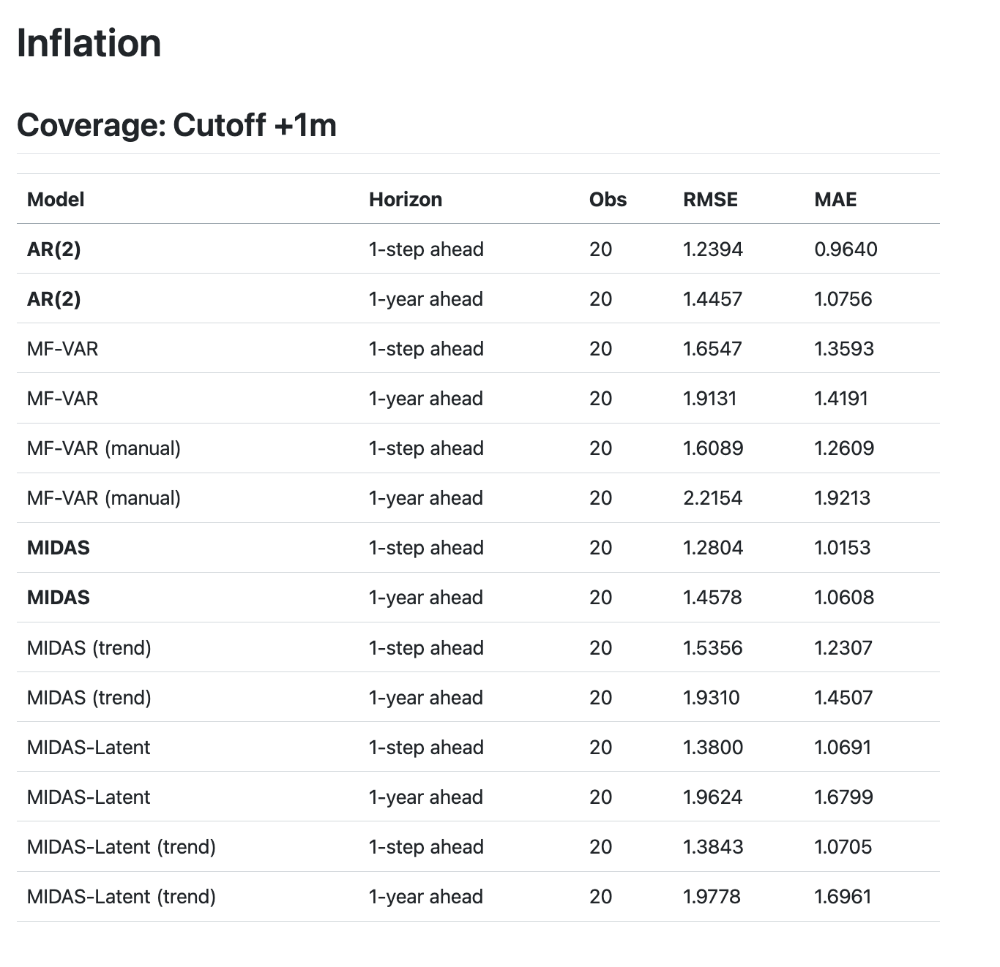 Inflation
Coverage: Cutoff +1m
Model Horizon Obs RMSE MAE
AR(2) 1-step ahead 20 1.2394 0.9640
AR(2) 1-year ahead 20 1.4457 1.0756
MF-VAR 1-step ahead 20 1.6547 1.3593
MF-VAR 1-year ahead 20 1.9131 1.4191
MF-VAR (manual) 1-step ahead 20 1.6089 1.2609
MF-VAR (manual) 1-year ahead 20 2.2154 1.9213
MIDAS 1-step ahead 20 1.2804 1.0153
MIDAS 1-year ahead 20 1.4578 1.0608
MIDAS (trend) 1-step ahead 20 1.5356 1.2307
MIDAS (trend) 1-year ahead 20 1.9310 1.4507
MIDAS-Latent 1-step ahead 20 1.3800 1.0691
MIDAS-Latent 1-year ahead 20 1.9624 1.6799
MIDAS-Latent (trend) 1-step ahead 20 1.3843 1.0705
MIDAS-Latent (trend) 1-year ahead 20 1.9778 1.6961